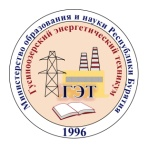 Министерство образования и науки Республики Бурятия
Гусиноозерский энергетический техникум
ГЭТ
1996